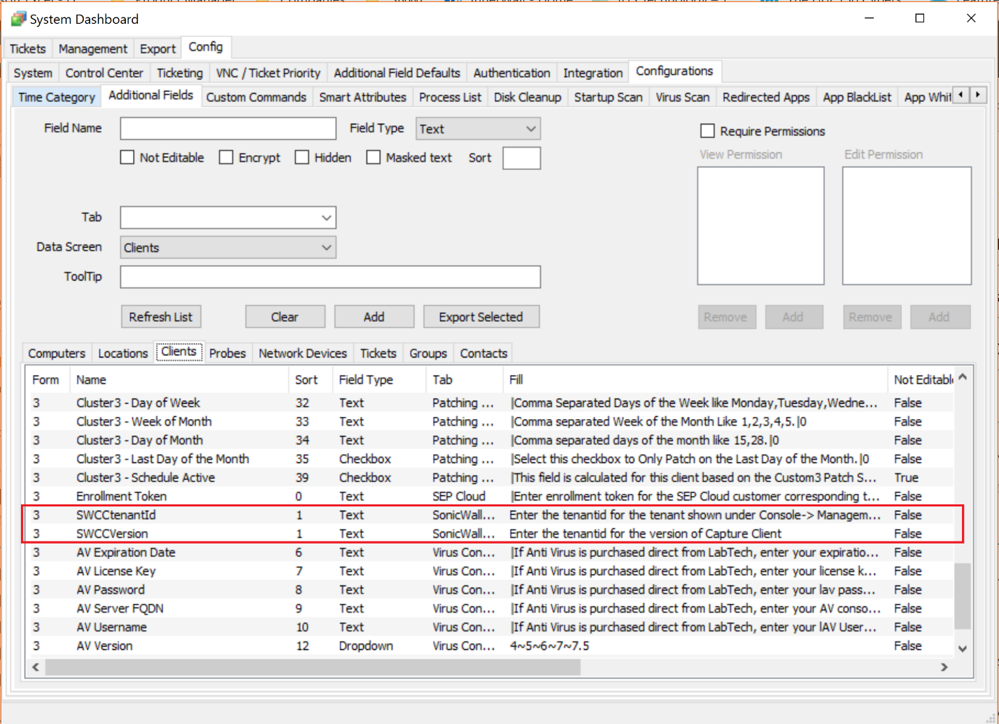 System Dashboard
Tickets Management Export Config
System Control Center Ticketing VNC / Ticket Priority Additional Field Defaults Authentication Integration Configurations
Time Category Additional Fields Custom Commands Smart Attributes Process List Disk Cleanup Startup Scan Virus Scan Redirected Apps App BlackList App Whit
Field Name Field Type Text Require Permissions
Not Editable Encrypt Hidden Masked text Sort View Permission Edit Permission
Tab
Data Screen Clients
ToolTip
Refresh List Clear Add Export Selected Remove Add Remove Add
Computers Locations Clients Probes Network Devices Tickets Groups Contacts
Form Name Sort Field Type Tab Fill Not Editable
3 Cluster3 - Day of Week 32 Text Patching ... |Comma Separated Days of the Week like Monday,Tuesday,Wedne... False
3 Cluster3 - Week of Month 33 Text Patching ... |Comma separated Week of the Month Like 1,2,3,4,5.|0 False
3 Cluster3 - Day of Month 34 Text Patching ... |Comma separated days of the month like 15,28.|0 False
3 Cluster3 - Last Day of the Month 35 Checkbox Patching ... |Select this checkbox to Only Patch on the Last Day of the Month.|0 False
3 Cluster3 - Schedule Active 39 Checkbox Patching ... |This field is calculated for this client based on the Custom3 Patch S... True
3 Enrollment Token 0 Text SEP Cloud |Enter enrollment token for the SEP Cloud customer corresponding t... False
3 SWCCtenantId 1 Text SonicWall... Enter the tenantid for the tenant shown under Console-> Managem... False
3 SWCCVersion 1 Text SonicWall... Enter the tenantid for the version of Capture Client False
3 AV Expiration Date 6 Text Virus Con... |If Anti Virus is purchased direct from LabTech, enter your expiratio... False
3 AV License Key 7 Text Virus Con... |If Anti Virus is purchased direct from LabTech, enter your license k... False
3 AV Password 8 Text Virus Con... |If Anti Virus is purchased direct from LabTech, enter your lav pass... False
3 AV Server FQDN 9 Text Virus Con... |If Anti Virus is purchased direct from LabTech, enter your AV conso... False
3 AV Username 10 Text Virus Con... |If Anti Virus is purchased direct from LabTech, enter your lAV User... False
3 AV Version 12 Dropdown Virus Con... 4~5~6~7~7.5 False